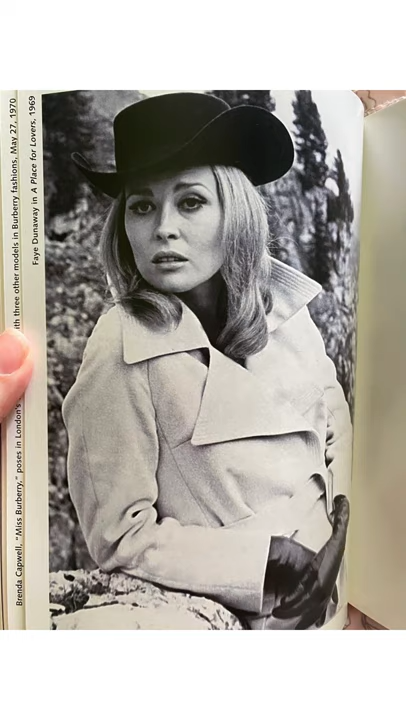 Faye Dunaway in A Place for Lovers, 1969
Brenda Capwell, "Miss Burberry," poses in London's th three other models in Burberry fashions, May 27, 1970